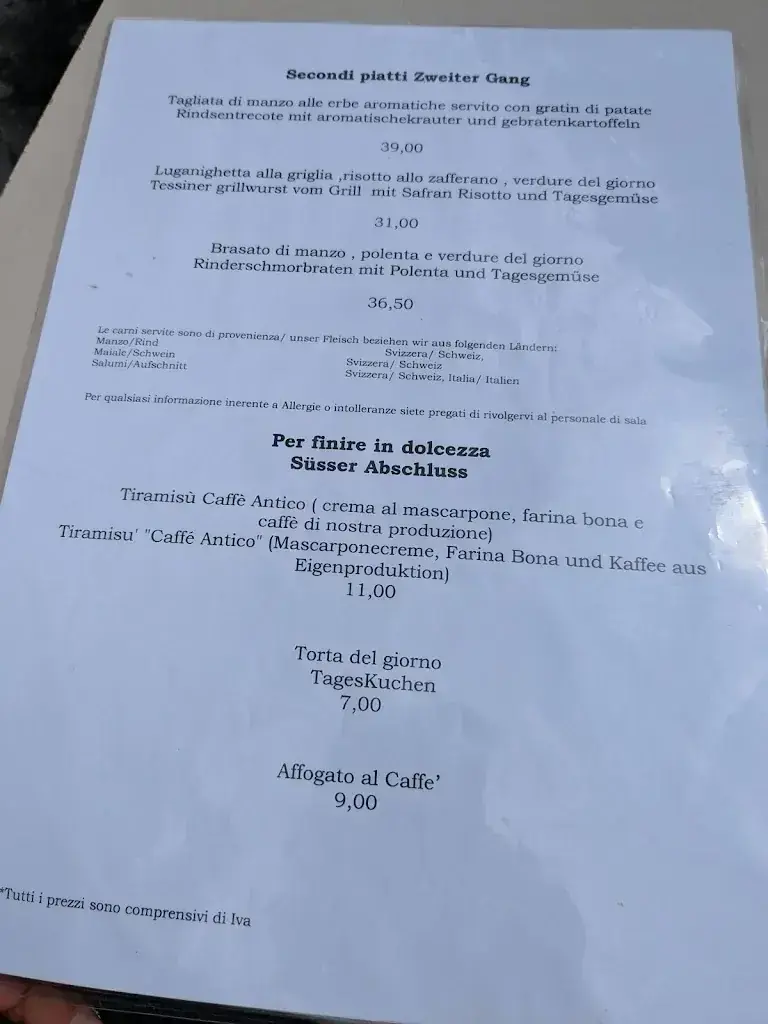 Secondi piatti Zweiter Gang
Tagliata di manzo alle erbe aromatiche servito con gratin di patate
Rindsentrecote mit aromatischekrauter und gebratenkartoffeln
39,00
Luganighetta alla griglia ,risotto allo zafferano , verdure del giorno
Tessiner grillwurst vom Grill mit Safran Risotto und Tagesgemüse
31,00
Brasato di manzo , polenta e verdure del giorno
Rinderschmorbraten mit Polenta und Tagesgemüse
36,50
Le carni servite sono di provenienza/ unser Fleisch beziehen wir aus folgenden Ländern:
Manzo/Rind Svizzera/ Schweiz,
Maiale/Schwein Svizzera/ Schweiz
Salumi/Aufschnitt Svizzera/ Schweiz, Italia/ Italien
Per qualsiasi informazione inerente a Allergie o intolleranze siete pregati di rivolgervi al personale di sala
Per finire in dolcezza
Süsser Abschluss
Tiramisù Caffè Antico ( crema al mascarpone, farina bona e
caffè di nostra produzione)
Tiramisu' "Caffé Antico" (Mascarponecreme, Farina Bona und Kaffee aus
Eigenproduktion)
11,00
Torta del giorno
TagesKuchen
7,00
Affogato al Caffe’
9,00
*Tutti i prezzi sono comprensivi di Iva